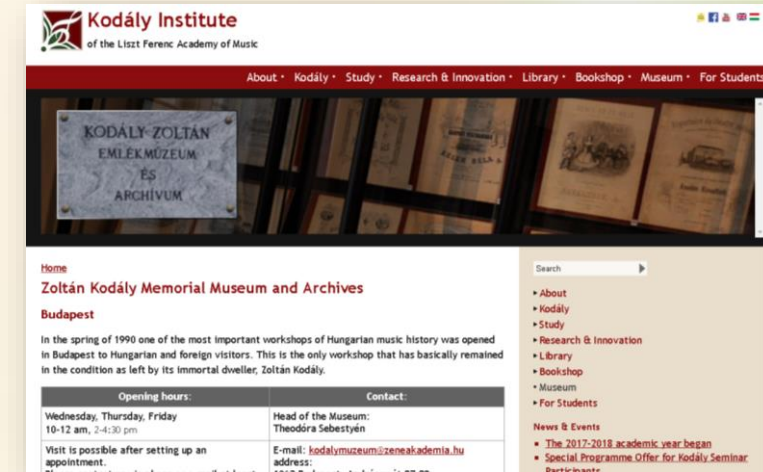 Kodály Institute
of the Liszt Ferenc Academy of Music
About • Kodály • Study • Research & Innovation • Library • Bookshop • Museum • For Students
KODÁLY ZOLTÁN
EMLÉKMÚZEUM
ÉS
ARCHÍVUM
Home
Zoltán Kodály Memorial Museum and Archives
Budapest
In the spring of 1990 one of the most important workshops of Hungarian music history was opened
in Budapest to Hungarian and foreign visitors. This is the only workshop that has basically remained
in the condition as left by its immortal dweller, Zoltán Kodály.
Opening hours:
Wednesday, Thursday, Friday
10-12 am, 2-4:30 pm
Visit is possible after setting up an
appointment.
Contact:
Head of the Museum:
Theodóra Sebestyén
E-mail: kodalymuzeum@zeneakademia.hu
address:
Search
About
Kodály
Study
Research & Innovation
Library
Bookshop
Museum
For Students
News & Events
The 2017-2018 academic year began
Special Programme Offer for Kodály Seminar
Participants